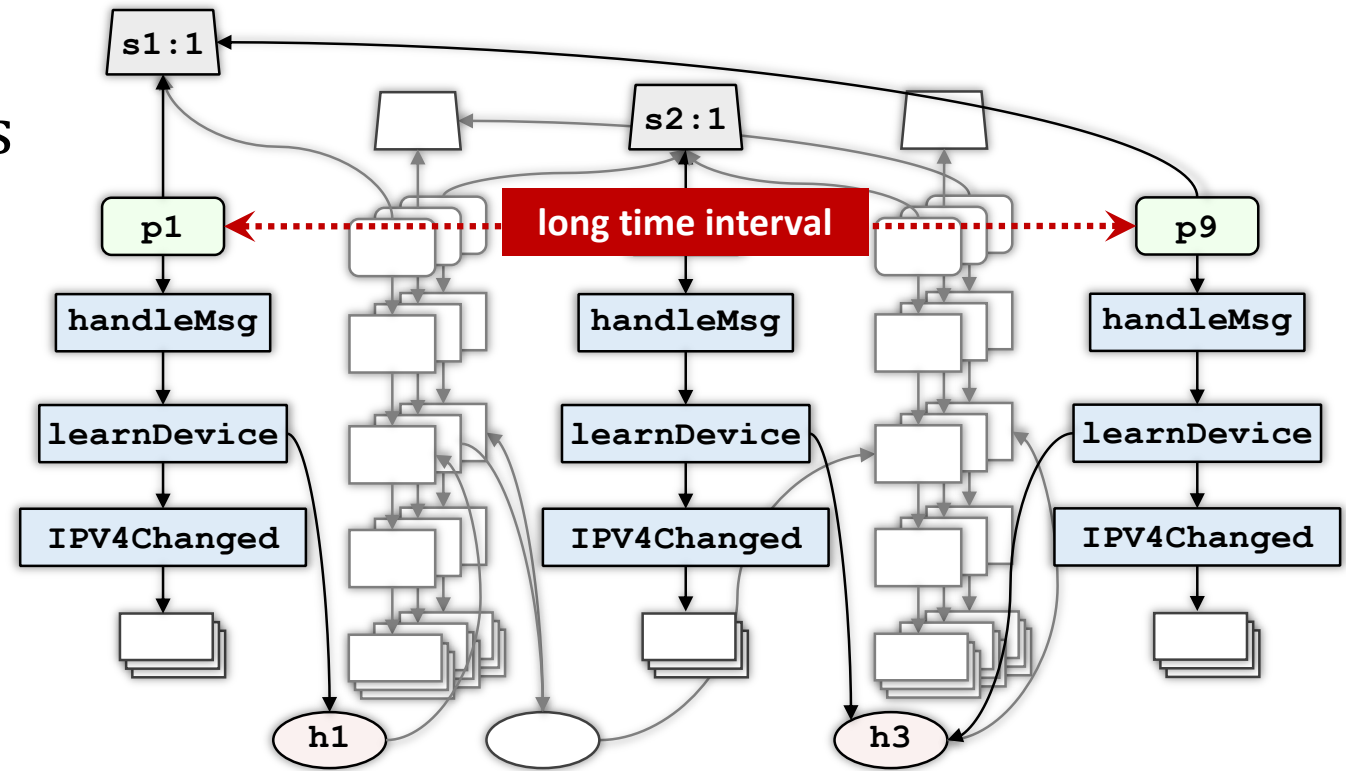 s1:1
s
s2:1
p1
long time interval
p9
handleMsg
handleMsg
handleMsg
learnDevice
learnDevice
learnDevice
IPV4Changed
IPV4Changed
IPV4Changed
h1
h3